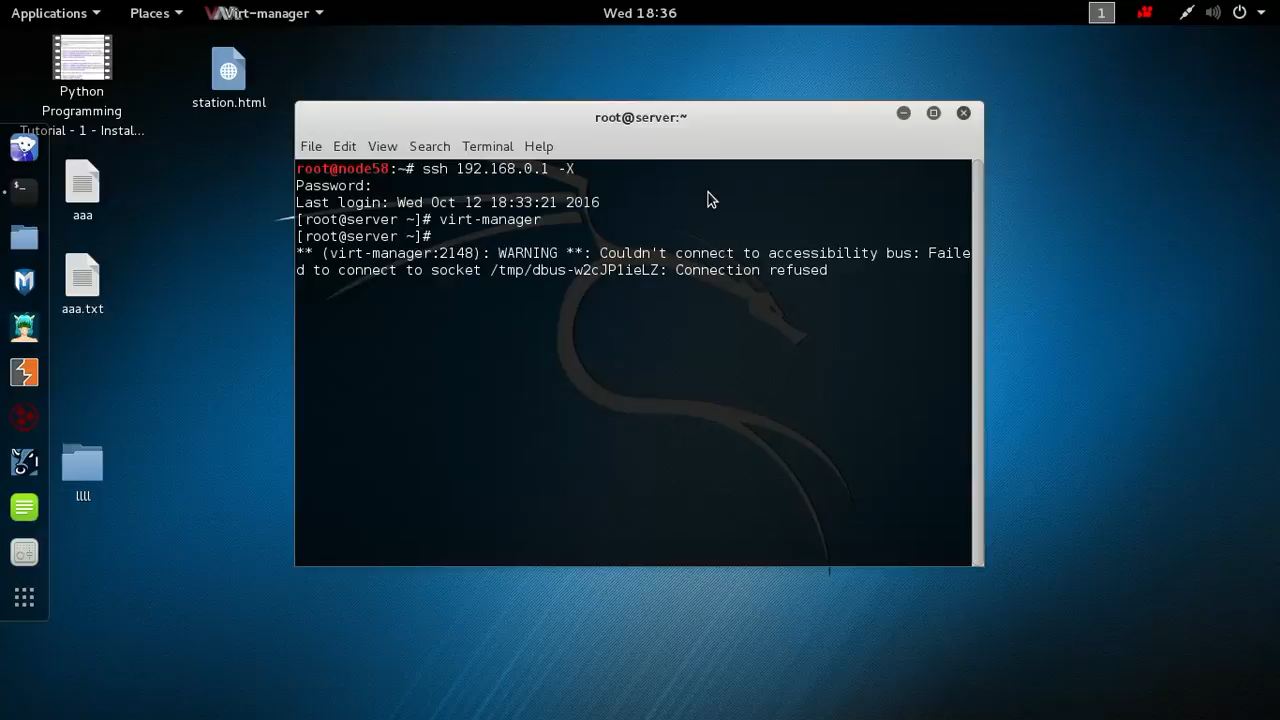 Applications
Places
Virt-manager
Wed 18:36
1
Python
Programming
Tutorial - 1 - Instal...
station.html
aaa
aaa.txt
llll
root@server:~
File Edit View Search Terminal Help
root@node58:~# ssh 192.168.0.1 -X
Password:
Last login: Wed Oct 12 18:33:21 2016
[root@server ~]# virt-manager
[root@server ~]#
** (virt-manager:2148): WARNING **: Couldn't connect to accessibility bus: Faile
d to connect to socket /tmp/dbus-w2cJP1ieLZ: Connection refused